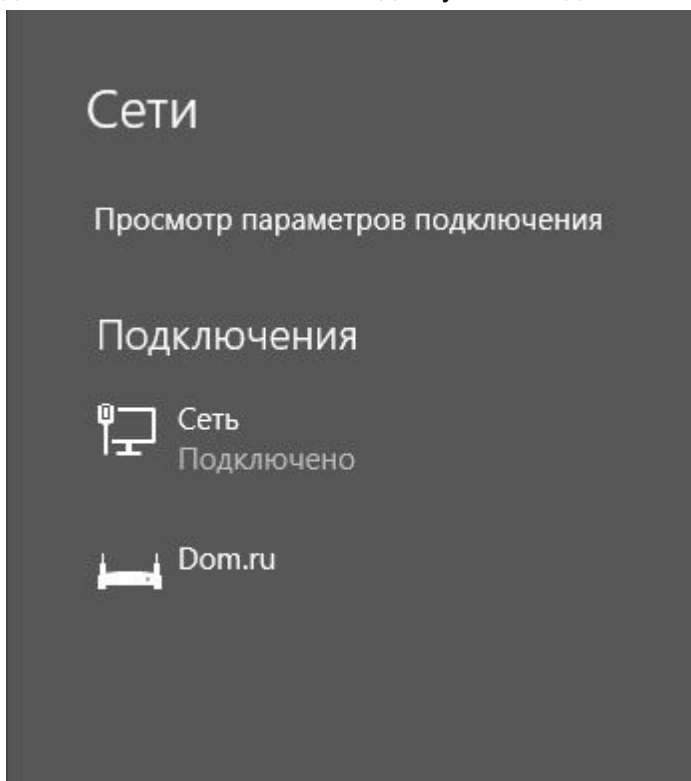 Сети
Просмотр параметров подключения
Подключения
Сеть
Подключено
Dom.ru